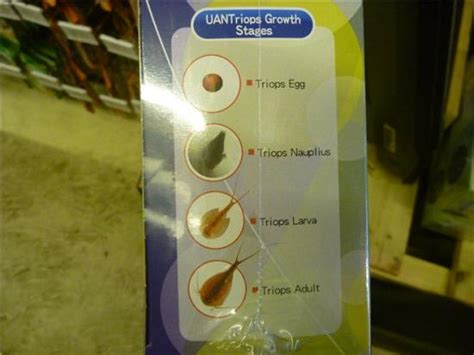 UANTriops Growth
Stages
Triops Egg
Triops Nauplius
Triops Larva
Triops Adult